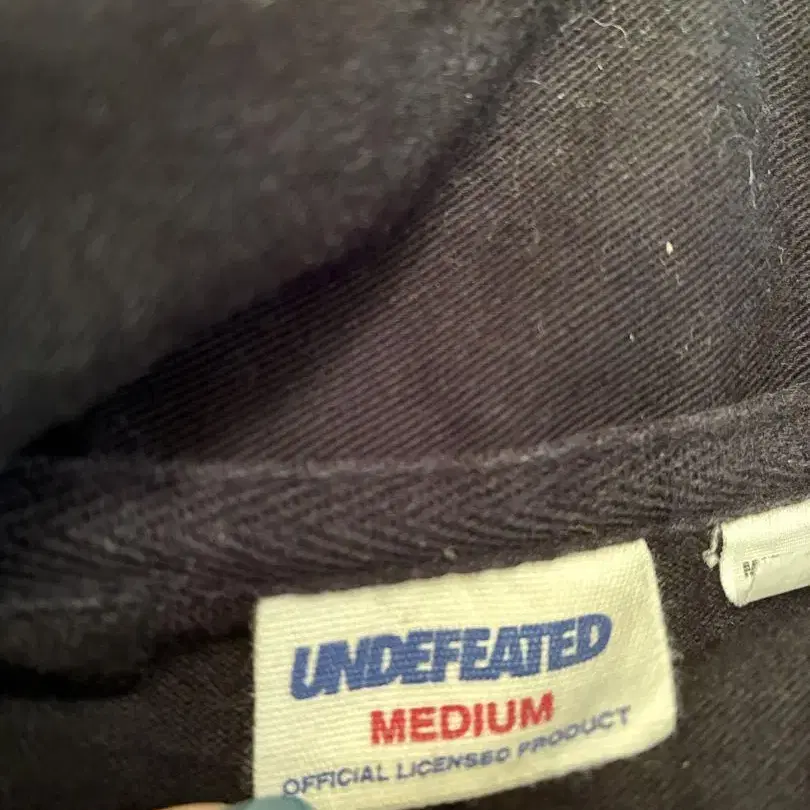 UNDEFEATED
MEDIUM
OFFICIAL LICENSED PRODUCT